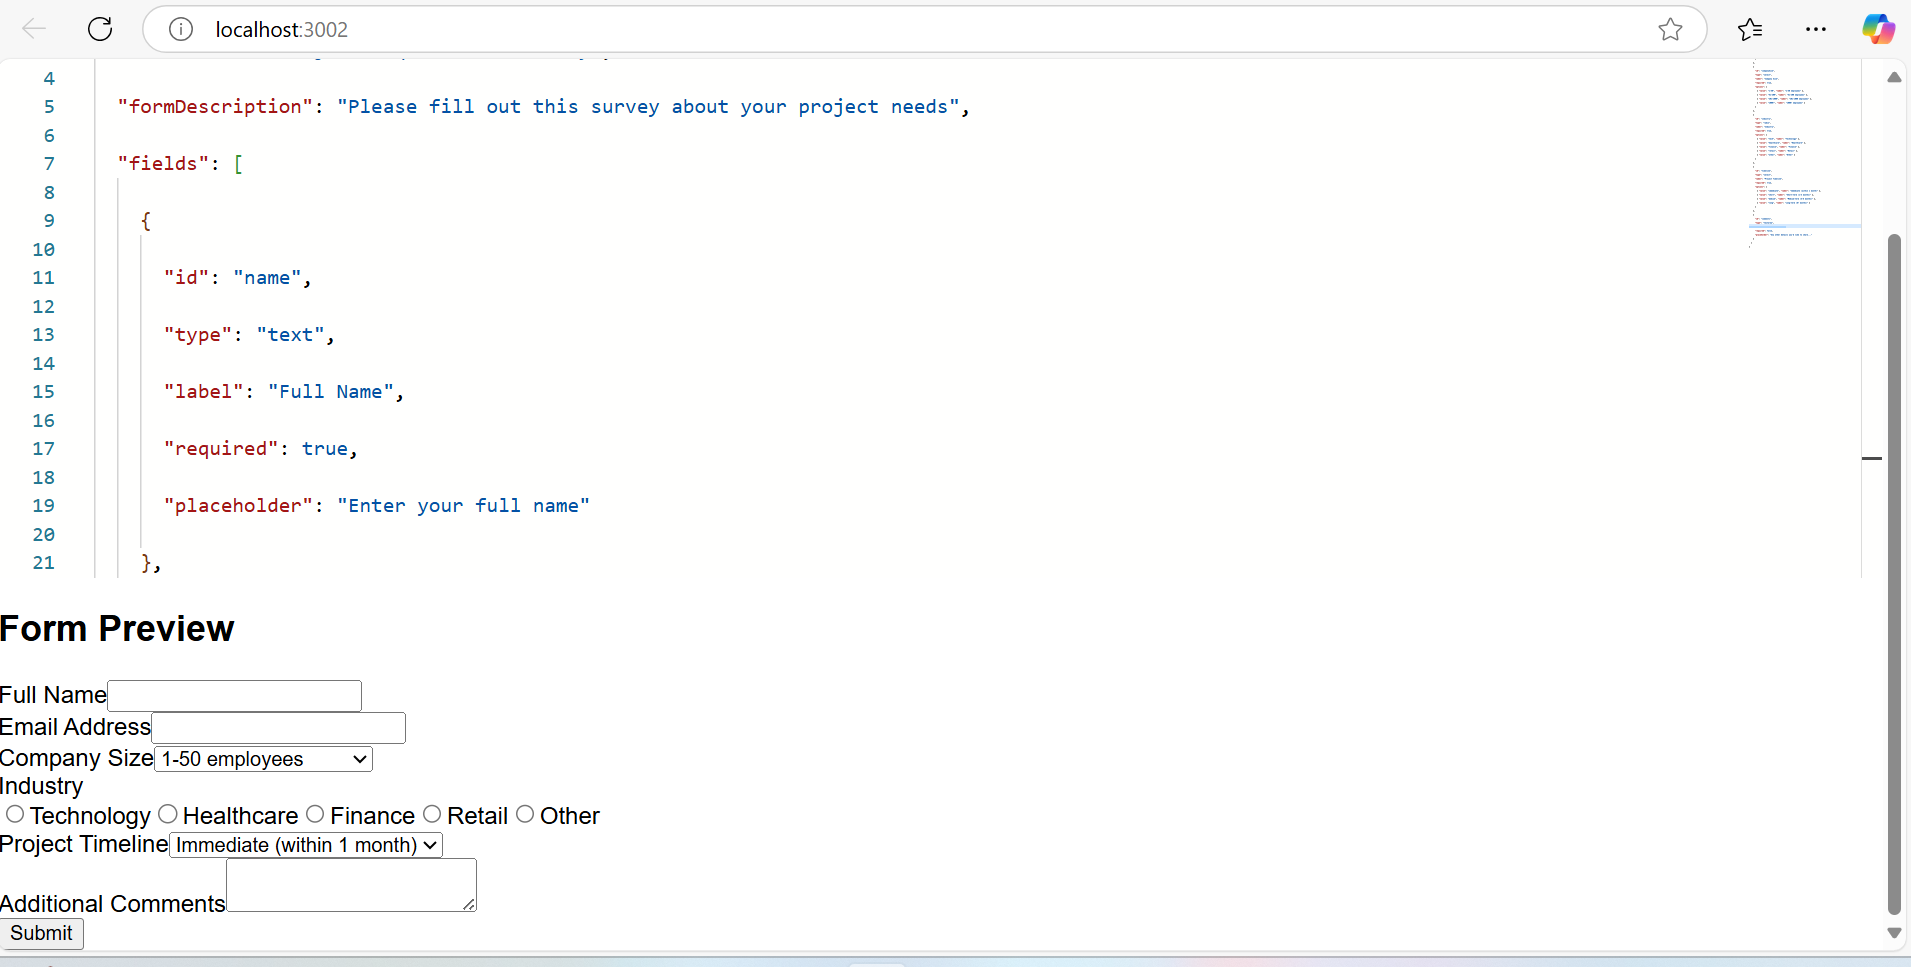 localhost:3002
4
5 "formDescription": "Please fill out this survey about your project needs",
6
7 "fields": [
8
9 {
10
11 "id": "name",
12
13 "type": "text",
14
15 "label": "Full Name",
16
17 "required": true,
18
19 "placeholder": "Enter your full name"
20
21 },
Form Preview
Full Name
Email Address
Company Size 1-50 employees
Industry
Technology Healthcare Finance Retail Other
Project Timeline Immediate (within 1 month)
Additional Comments
Submit